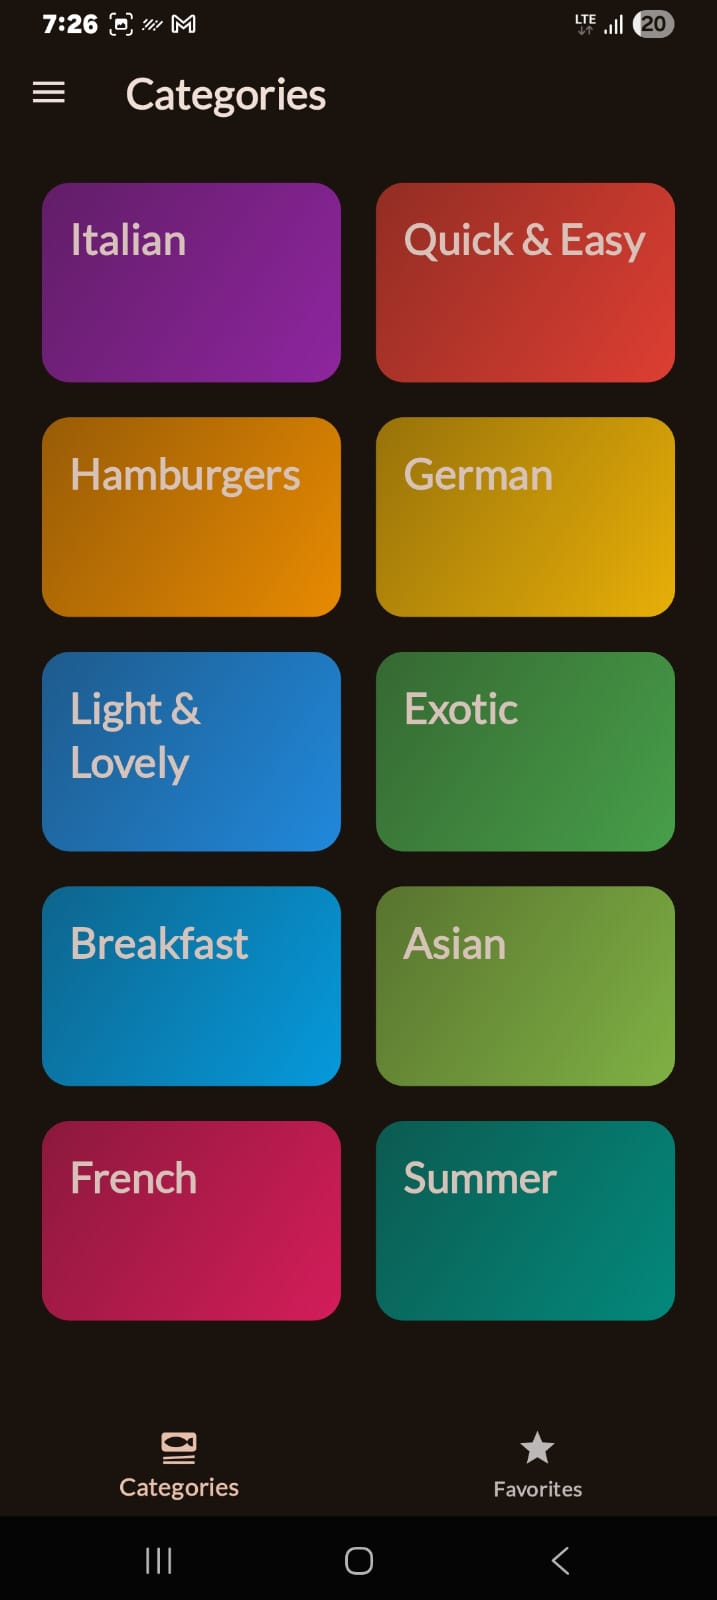 7:26
LTE
20
Categories
Italian
Quick & Easy
Hamburgers
German
Light &
Lovely
Exotic
Breakfast
Asian
French
Summer
Categories
Favorites